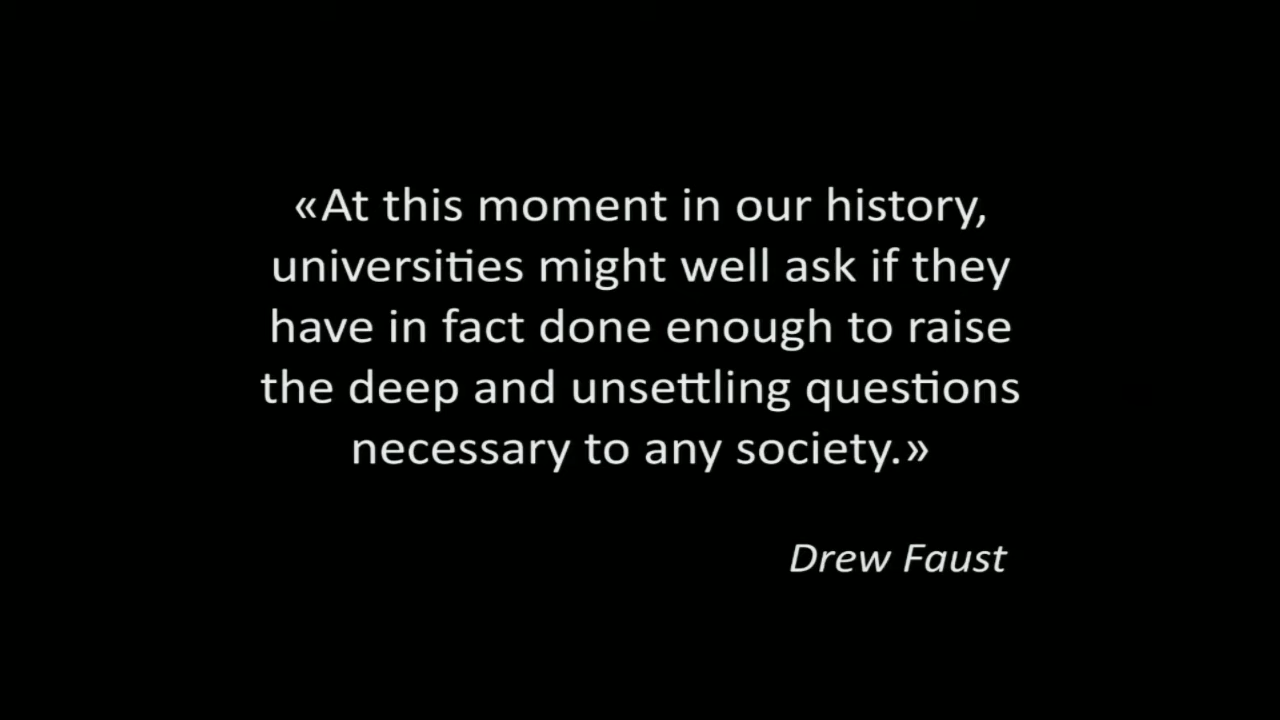 «At this moment in our history,
universities might well ask if they
have in fact done enough to raise
the deep and unsettling questions
necessary to any society.»
Drew Faust